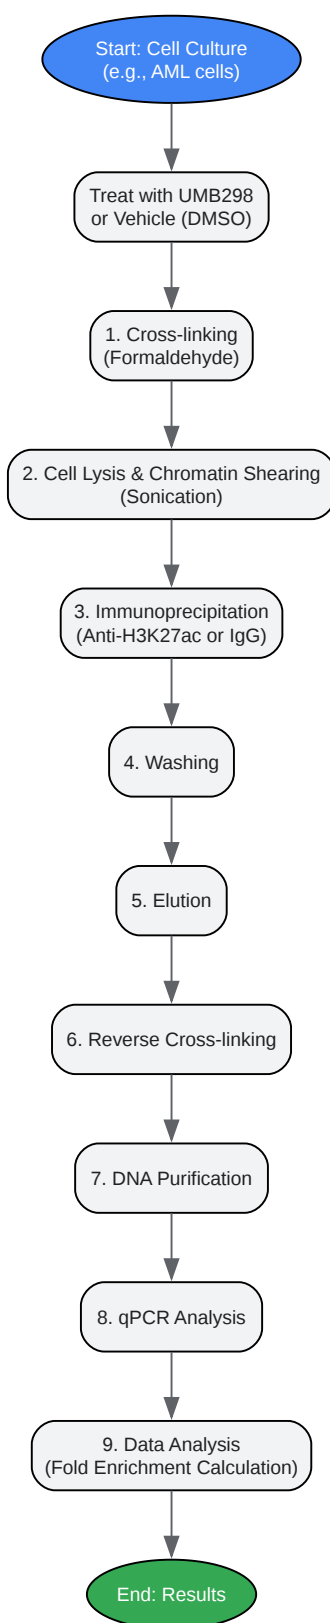 Start: Cell Culture
(e.g., AML cells)
Treat with UMB298
or Vehicle (DMSO)
1. Cross-linking
(Formaldehyde)
2. Cell Lysis & Chromatin Shearing
(Sonication)
3. Immunoprecipitation
(Anti-H3K27ac or IgG)
4. Washing
5. Elution
6. Reverse Cross-linking
7. DNA Purification
8. qPCR Analysis
9. Data Analysis
(Fold Enrichment Calculation)
End: Results